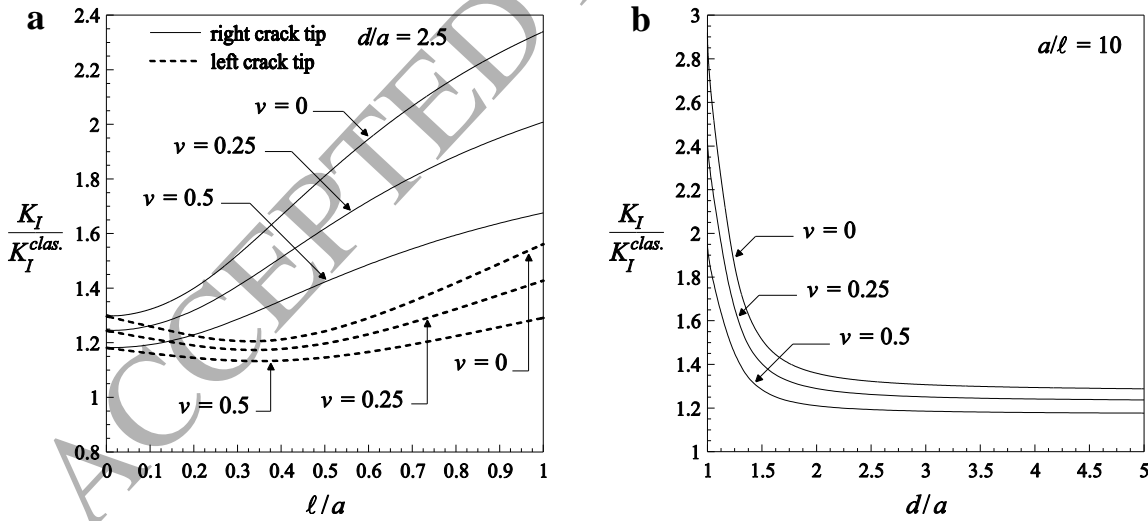 a
2.4
2.2
2
1.8
1.6
1.4
1.2
1
0.8
K_I / K_I^{clas.}
right crack tip
left crack tip
d/a = 2.5
ν = 0
ν = 0.25
ν = 0.5
ν = 0
ν = 0.25
ν = 0.5
0 0.1 0.2 0.3 0.4 0.5 0.6 0.7 0.8 0.9 1
ℓ/a
b
3
2.8
2.6
2.4
2.2
2
1.8
1.6
1.4
1.2
1
K_I / K_I^{clas.}
a/ℓ = 10
ν = 0
ν = 0.25
ν = 0.5
1 1.5 2 2.5 3 3.5 4 4.5 5
d/a
ACCEPTED